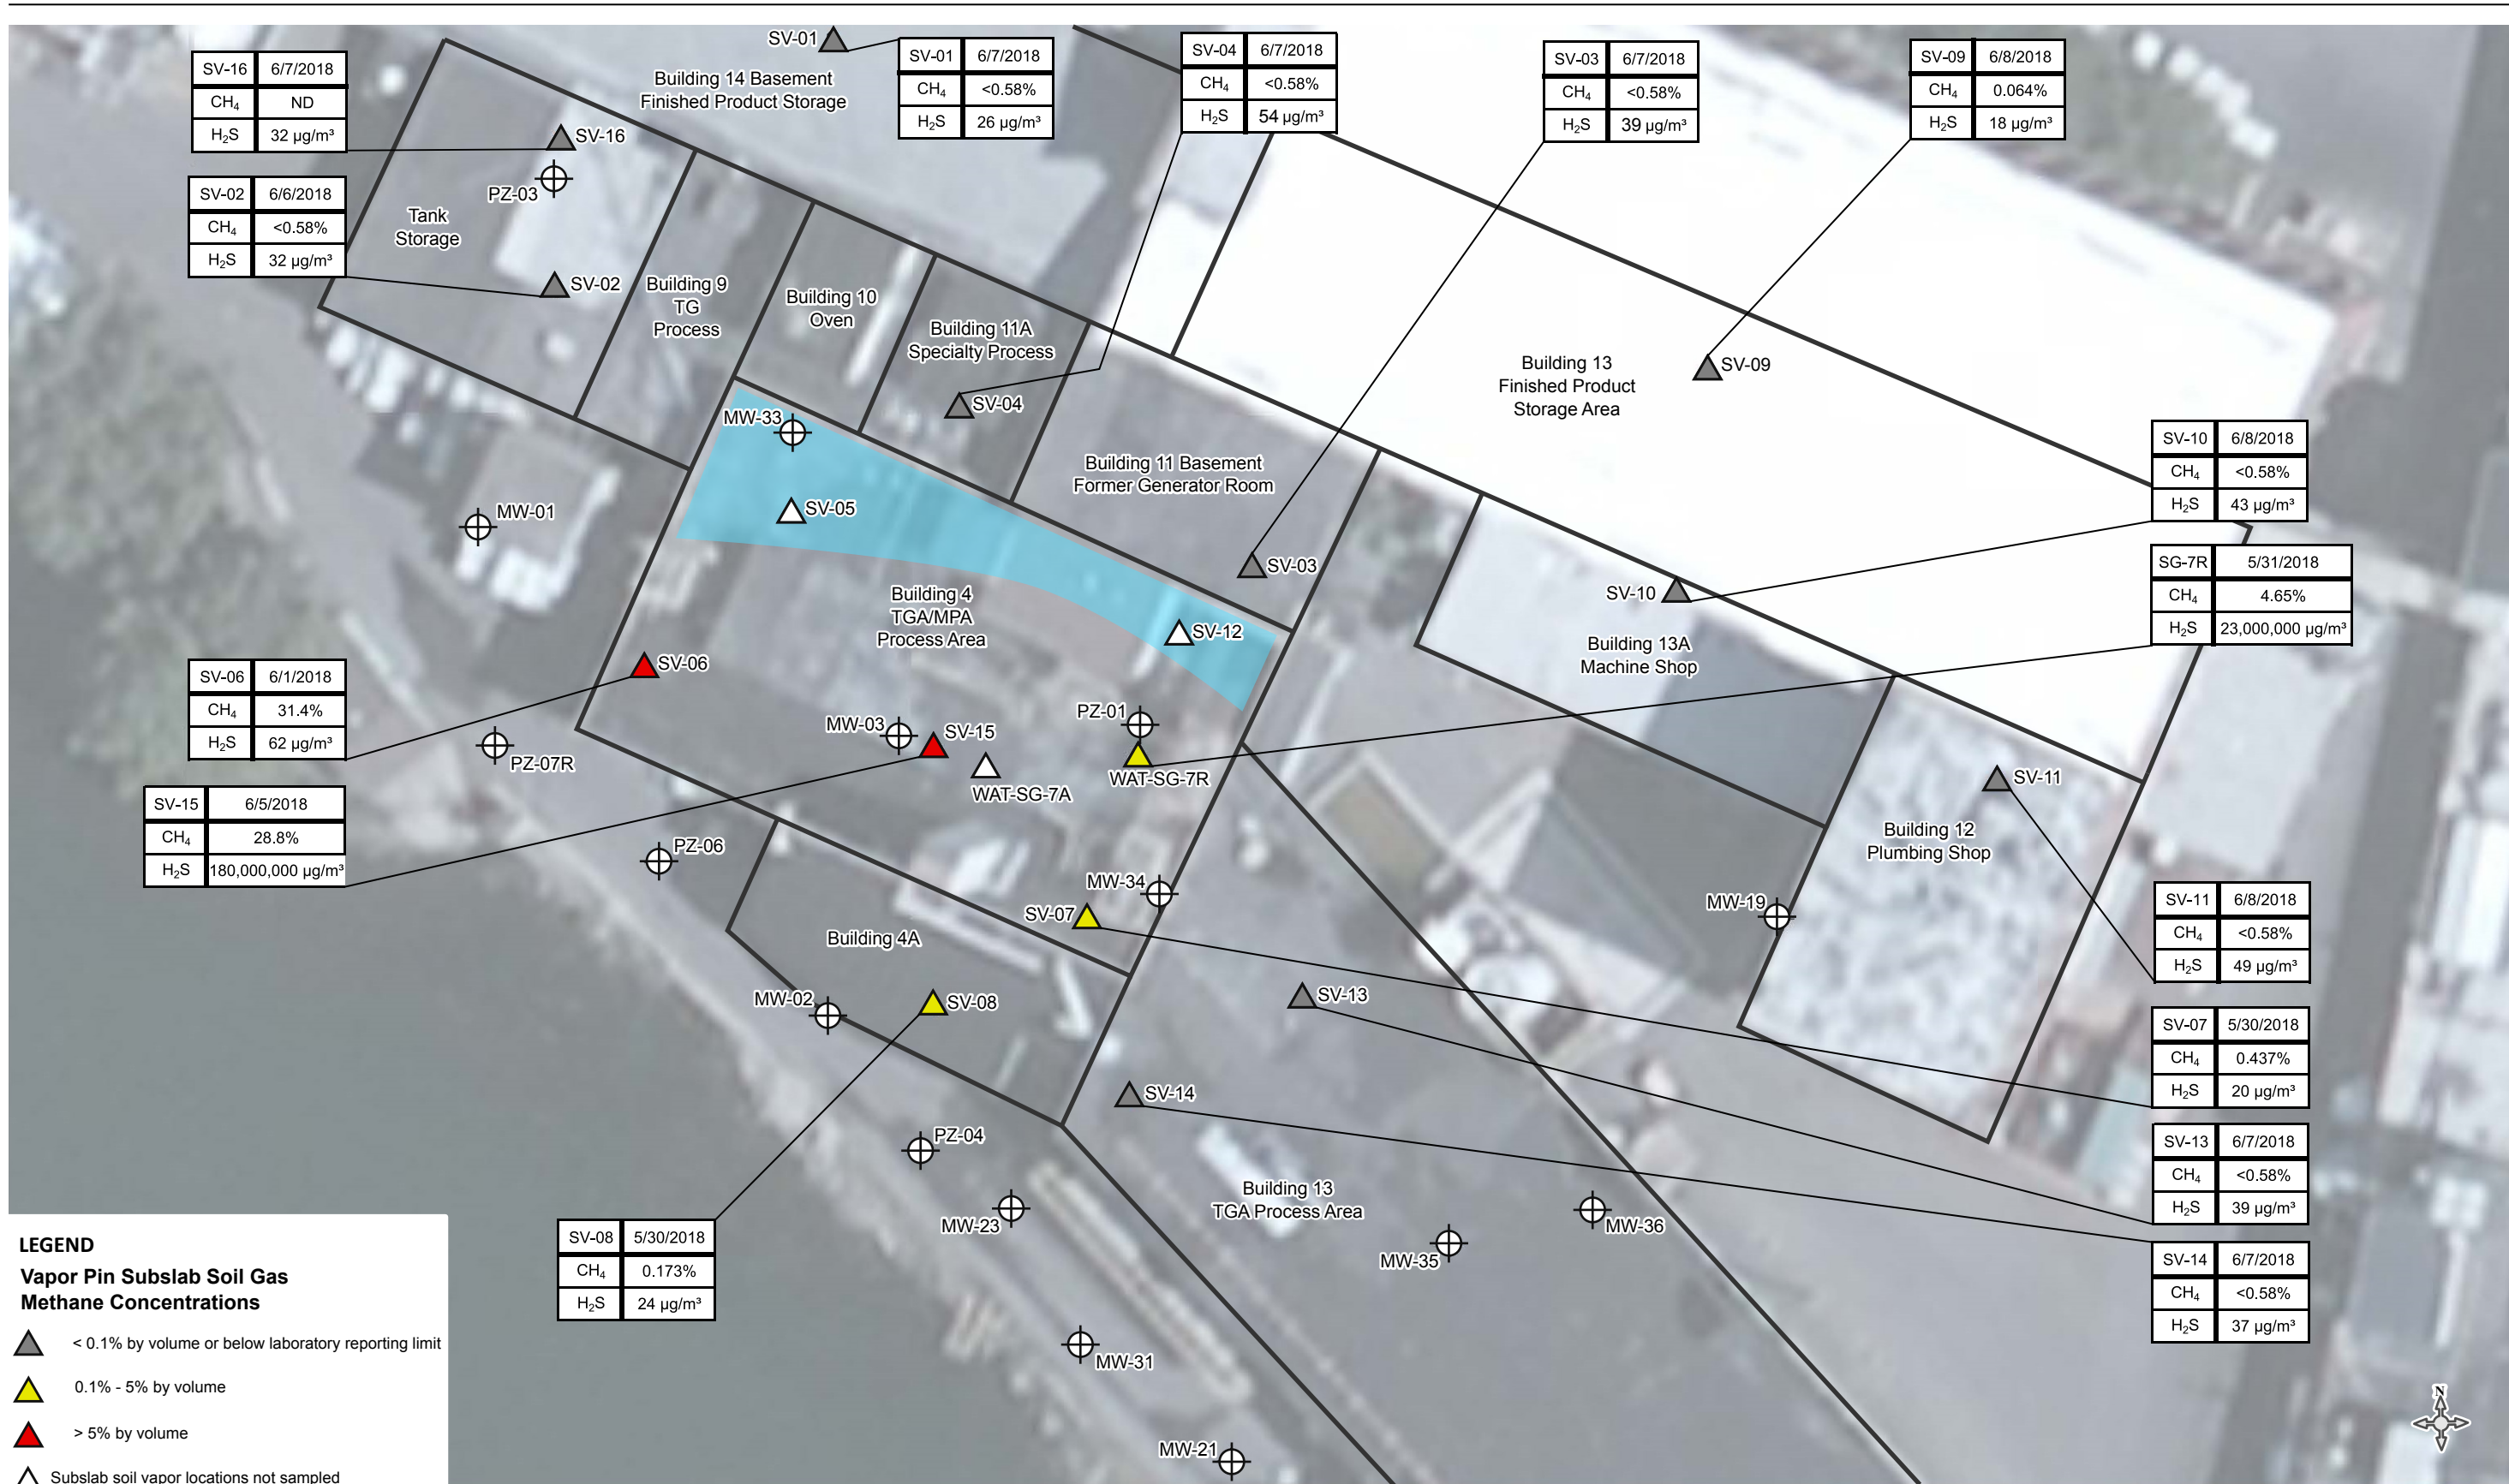 SV-01
SV-16 6/7/2018
CH₄ ND
H₂S 32 µg/m³
SV-01 6/7/2018
CH₄ <0.58%
H₂S 26 µg/m³
SV-04 6/7/2018
CH₄ <0.58%
H₂S 54 µg/m³
SV-03 6/7/2018
CH₄ <0.58%
H₂S 39 µg/m³
SV-09 6/8/2018
CH₄ 0.064%
H₂S 18 µg/m³
Building 14 Basement
Finished Product Storage
SV-16
PZ-03
SV-02 6/6/2018
CH₄ <0.58%
H₂S 32 µg/m³
Tank
Storage
SV-02
Building 9
TG
Process
Building 10
Oven
Building 11A
Specialty Process
SV-04
Building 13
Finished Product
Storage Area
SV-09
MW-33
SV-05
MW-01
Building 11 Basement
Former Generator Room
SV-03
SV-10 6/8/2018
CH₄ <0.58%
H₂S 43 µg/m³
SG-7R 5/31/2018
CH₄ 4.65%
H₂S 23,000,000 µg/m³
Building 4
TGA/MPA
Process Area
SV-12
SV-10
Building 13A
Machine Shop
SV-06
SV-06 6/1/2018
CH₄ 31.4%
H₂S 62 µg/m³
PZ-07R
MW-03
SV-15
WAT-SG-7A
PZ-01
WAT-SG-7R
SV-11
Building 12
Plumbing Shop
SV-15 6/5/2018
CH₄ 28.8%
H₂S 180,000,000 µg/m³
PZ-06
MW-34
SV-07
MW-19
SV-11 6/8/2018
CH₄ <0.58%
H₂S 49 µg/m³
Building 4A
MW-02
SV-08
SV-13
SV-07 5/30/2018
CH₄ 0.437%
H₂S 20 µg/m³
SV-14
PZ-04
SV-13 6/7/2018
CH₄ <0.58%
H₂S 39 µg/m³
MW-23
Building 13
TGA Process Area
MW-35
MW-36
SV-08 5/30/2018
CH₄ 0.173%
H₂S 24 µg/m³
SV-14 6/7/2018
CH₄ <0.58%
H₂S 37 µg/m³
MW-31
MW-21
N
LEGEND
Vapor Pin Subslab Soil Gas
Methane Concentrations
< 0.1% by volume or below laboratory reporting limit
0.1% - 5% by volume
> 5% by volume
Subslab soil vapor locations not sampled